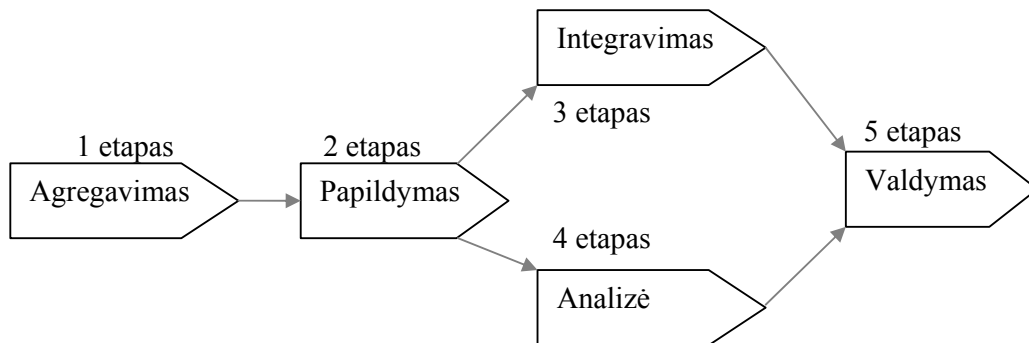 1 etapas
Agregavimas
2 etapas
Papildymas
Integravimas
3 etapas
4 etapas
Analizė
5 etapas
Valdymas